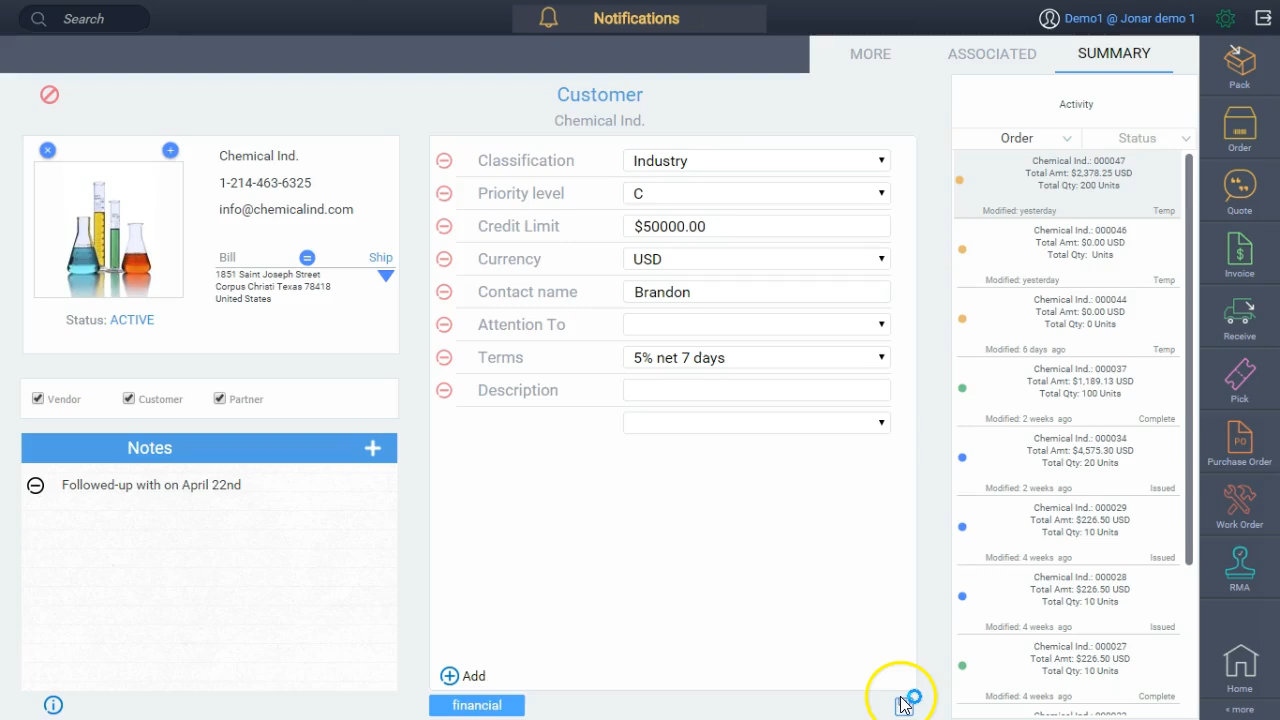 Search
Notifications
Demo1 @ Jonar demo 1
MORE
ASSOCIATED
SUMMARY
Customer
Chemical Ind.
Chemical Ind.
1-214-463-6325
info@chemicalind.com
Bill
Ship
1851 Saint Joseph Street
Corpus Christi Texas 78418
United States
Status: ACTIVE
Vendor
Customer
Partner
Notes
Followed-up with on April 22nd
Classification Industry
Priority level C
Credit Limit $50000.00
Currency USD
Contact name Brandon
Attention To
Terms 5% net 7 days
Description
Add
financial
Activity
Order
Status
Chemical Ind.: 000047
Total Amt: $2,378.25 USD
Total Qty: 200 Units
Modified: yesterday Temp
Chemical Ind.: 000046
Total Amt: $0.00 USD
Total Qty: Units
Modified: yesterday Temp
Chemical Ind.: 000044
Total Amt: $0.00 USD
Total Qty: 0 Units
Modified: 6 days ago Temp
Chemical Ind.: 000037
Total Amt: $1,189.13 USD
Total Qty: 100 Units
Modified: 2 weeks ago Complete
Chemical Ind.: 000034
Total Amt: $4,575.30 USD
Total Qty: 20 Units
Modified: 2 weeks ago Issued
Chemical Ind.: 000029
Total Amt: $226.50 USD
Total Qty: 10 Units
Modified: 4 weeks ago Issued
Chemical Ind.: 000028
Total Amt: $226.50 USD
Total Qty: 10 Units
Modified: 4 weeks ago Issued
Chemical Ind.: 000027
Total Amt: $226.50 USD
Total Qty: 10 Units
Modified: 4 weeks ago Complete
Pack
Order
Quote
Invoice
Receive
Pick
PO
Purchase Order
Work Order
RMA
Home
« more